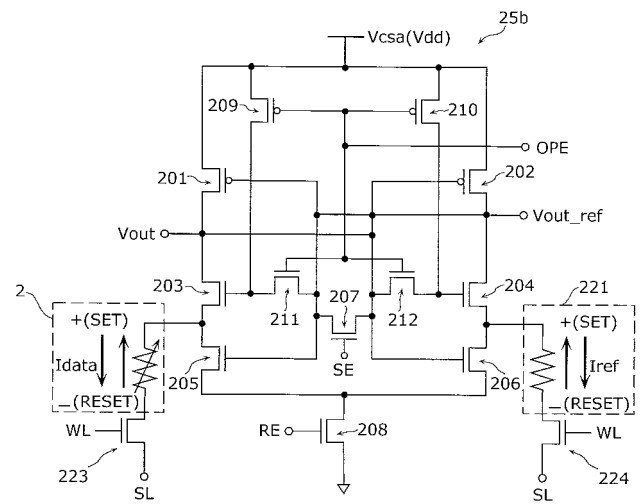 25b
Vcsa(Vdd)
209
210
OPE
201
202
Vout
Vout_ref
203
204
211
207
212
2
221
+(SET)
Idata
−(RESET)
+(SET)
Iref
−(RESET)
205
SE
206
WL
RE
208
WL
223
224
SL
SL